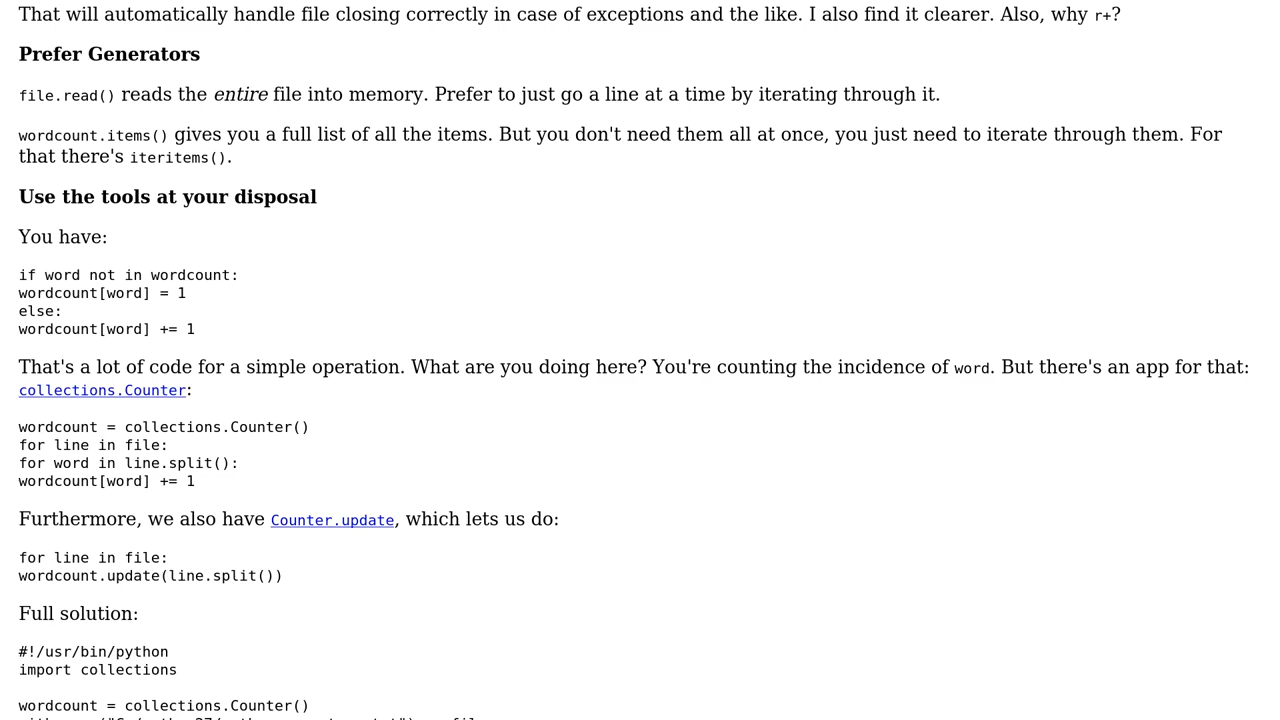 That will automatically handle file closing correctly in case of exceptions and the like. I also find it clearer. Also, why r+?
Prefer Generators
file.read() reads the entire file into memory. Prefer to just go a line at a time by iterating through it.
wordcount.items() gives you a full list of all the items. But you don't need them all at once, you just need to iterate through them. For
that there's iteritems().
Use the tools at your disposal
You have:
if word not in wordcount:
wordcount[word] = 1
else:
wordcount[word] += 1
That's a lot of code for a simple operation. What are you doing here? You're counting the incidence of word. But there's an app for that:
collections.Counter:
wordcount = collections.Counter()
for line in file:
for word in line.split():
wordcount[word] += 1
Furthermore, we also have Counter.update, which lets us do:
for line in file:
wordcount.update(line.split())
Full solution:
#!/usr/bin/python
import collections
wordcount = collections.Counter()